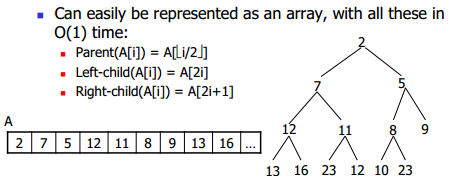 ▪ Can easily be represented as an array, with all these in
O(1) time:
▪ Parent(A[i]) = A[⌊i/2⌋]
▪ Left-child(A[i]) = A[2i]
▪ Right-child(A[i]) = A[2i+1]
2
7 5
12 11 8 9
13 16 23 12 10 23
A
2 7 5 12 11 8 9 13 16 ...